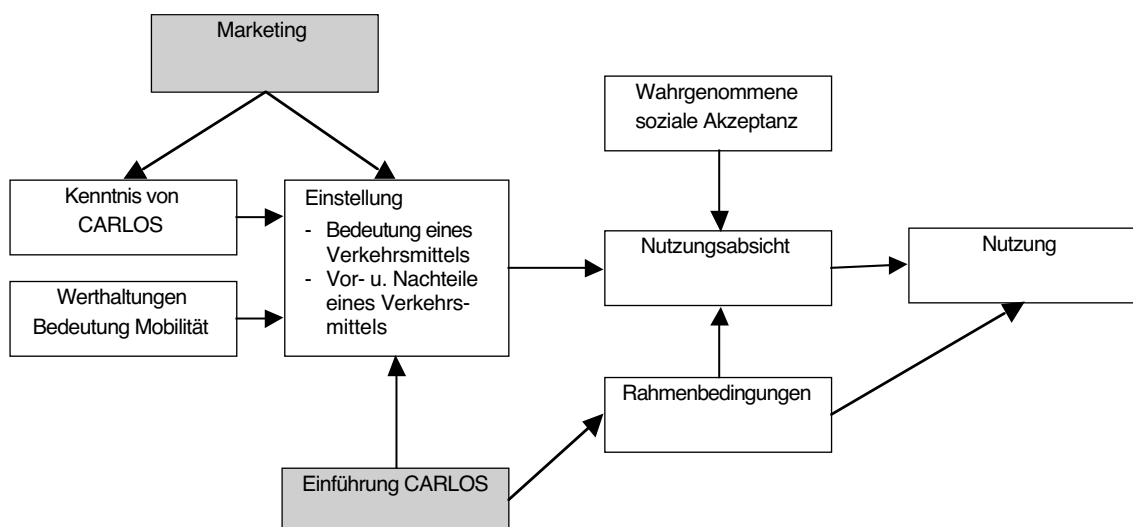 Marketing
Wahrgenommene
soziale Akzeptanz
Kenntnis von
CARLOS
Einstellung
- Bedeutung eines
Verkehrsmittels
- Vor- u. Nachteile
eines Verkehrs-
mittels
Nutzungsabsicht
Nutzung
Werthaltungen
Bedeutung Mobilität
Rahmenbedingungen
Einführung CARLOS